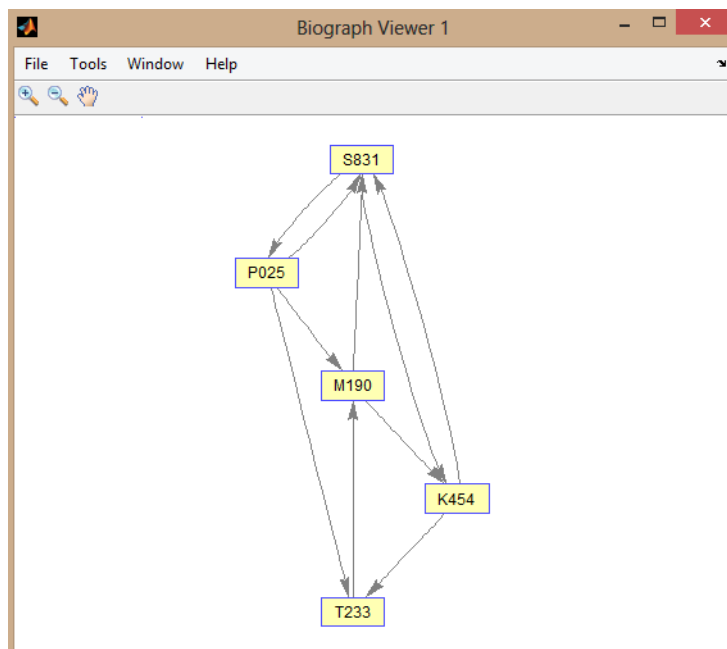 Biograph Viewer 1
File Tools Window Help
S831
P025
M190
K454
T233